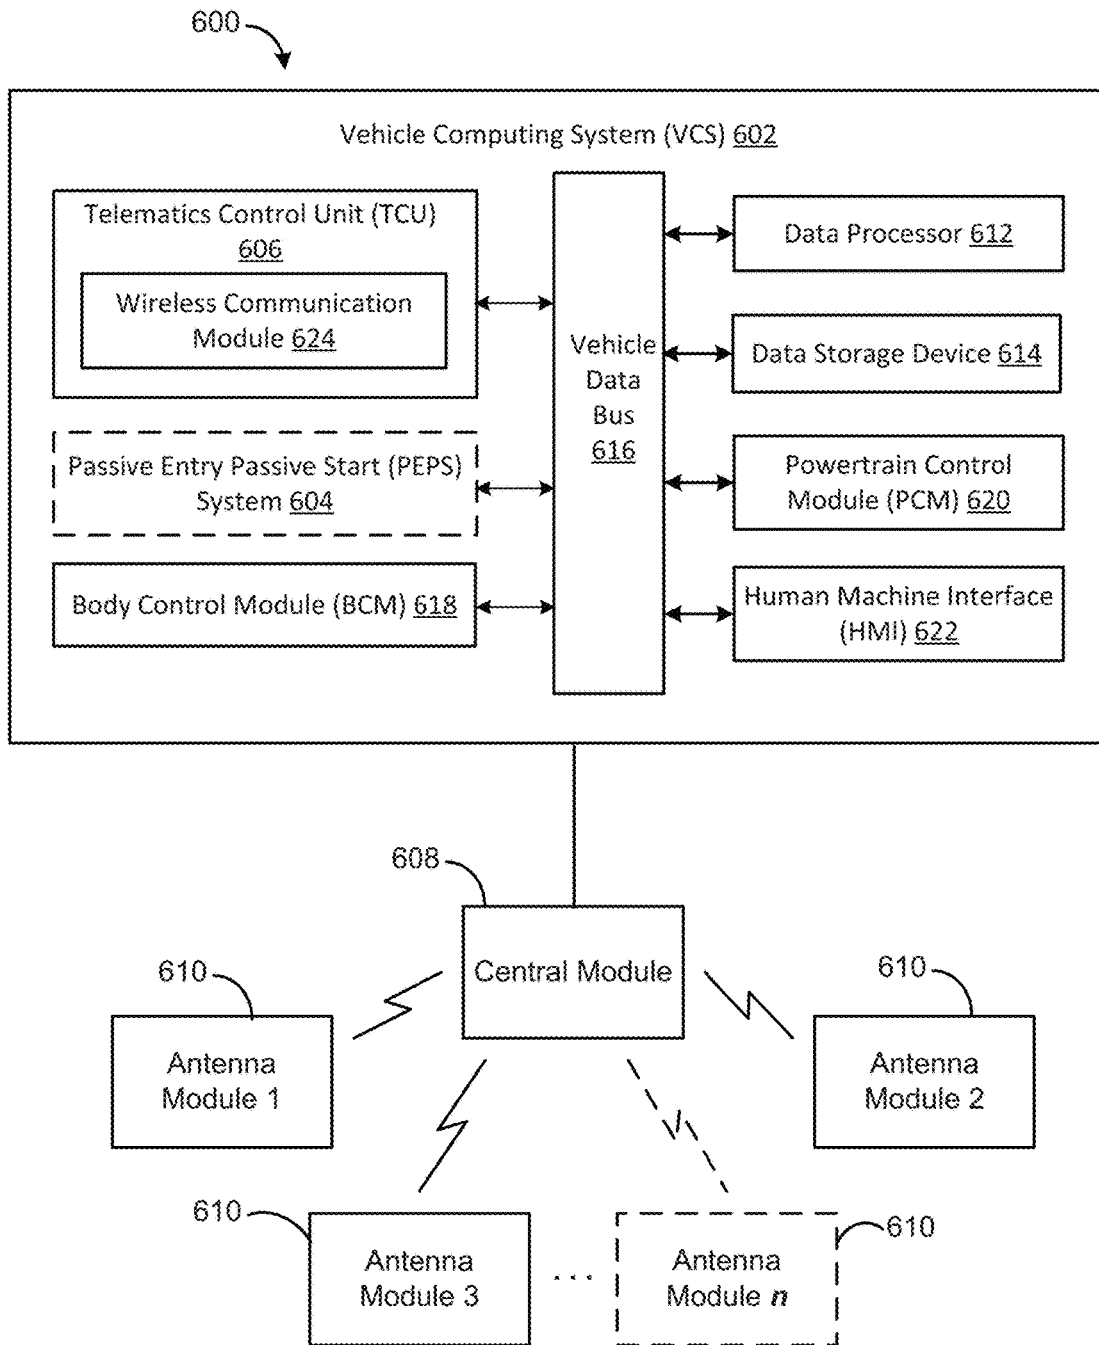 600
Vehicle Computing System (VCS) 602
Telematics Control Unit (TCU)
606
Wireless Communication
Module 624
Passive Entry Passive Start (PEPS)
System 604
Body Control Module (BCM) 618
Vehicle
Data
Bus
616
Data Processor 612
Data Storage Device 614
Powertrain Control
Module (PCM) 620
Human Machine Interface
(HMI) 622
608
Central Module
610
Antenna
Module 1
610
Antenna
Module 2
610
Antenna
Module 3
...
610
Antenna
Module n